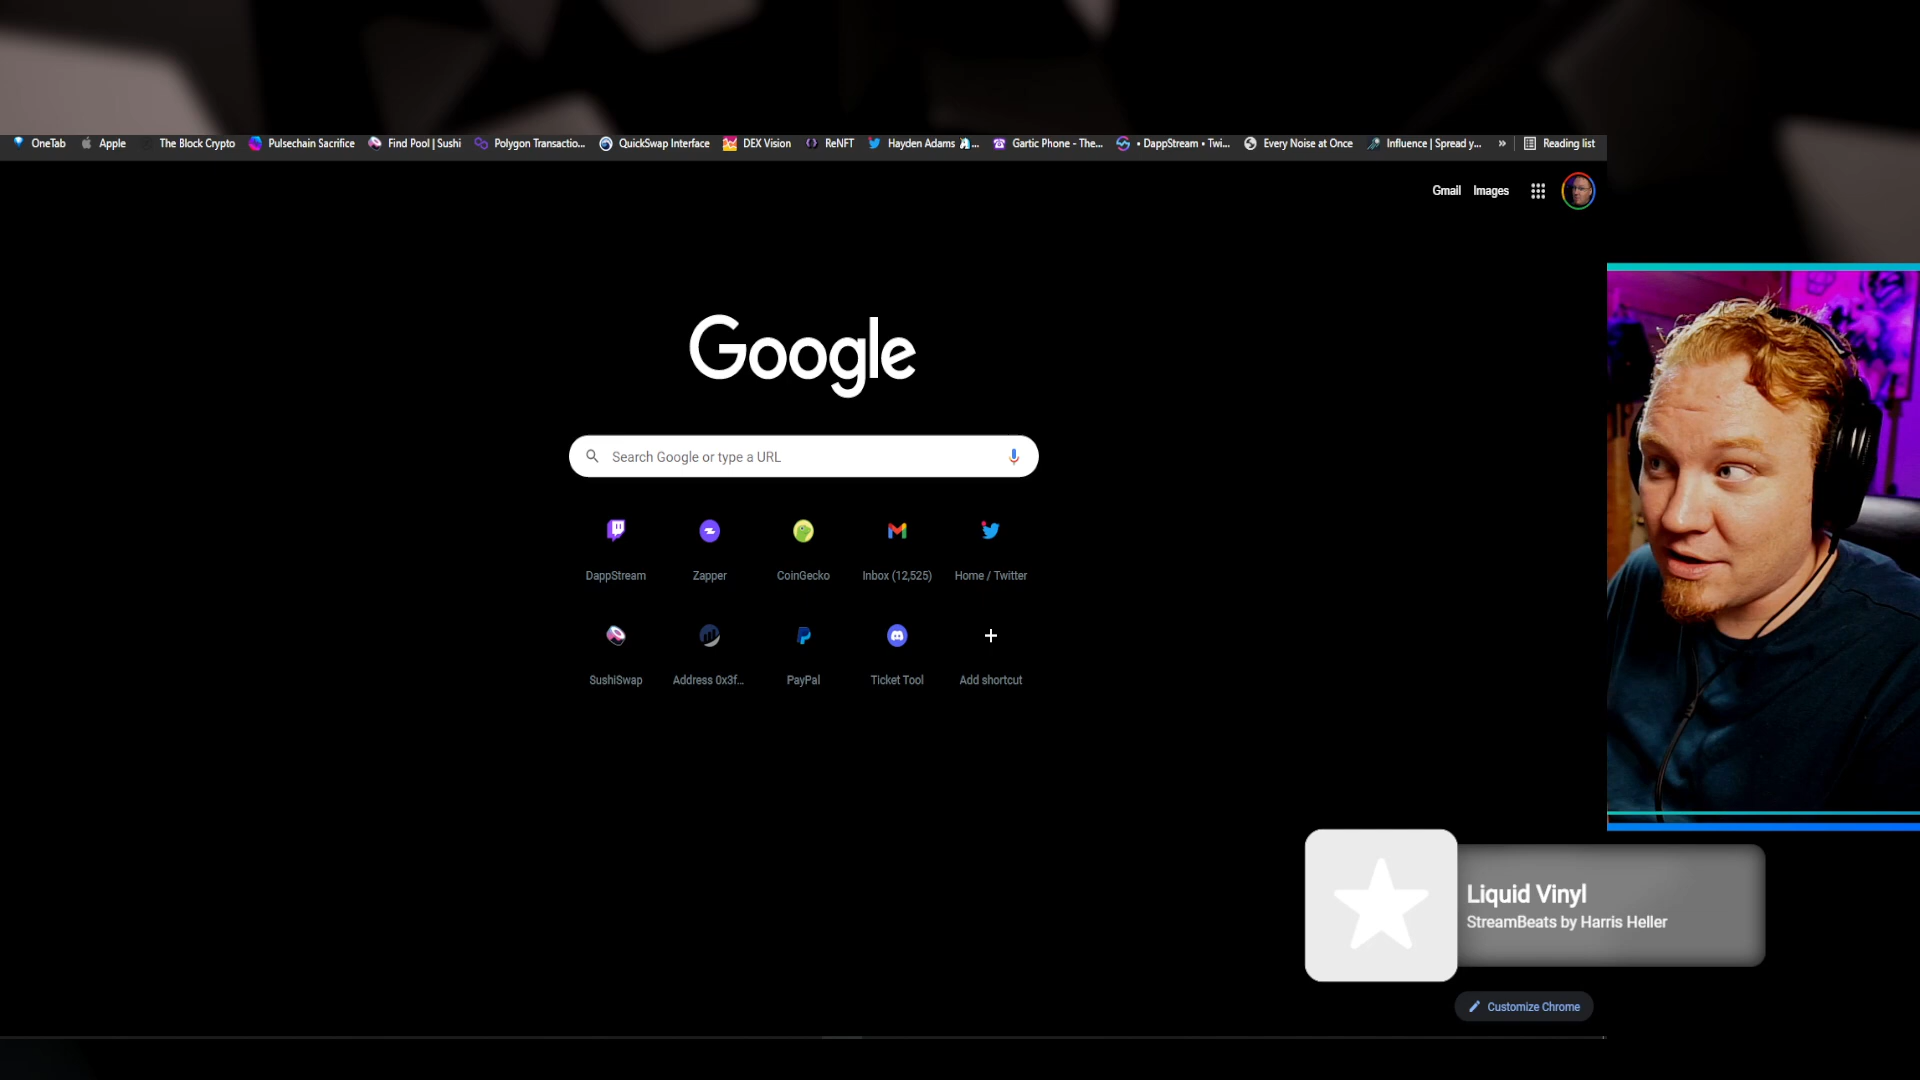 OneTab Apple The Block Crypto Pulsechain Sacrifice Find Pool | Sushi Polygon Transactio... QuickSwap Interface DEX Vision ReNFT Hayden Adams ... Gartic Phone - The... • DappStream • Twi... Every Noise at Once Influence | Spread y... » Reading list
Gmail Images
Google
Search Google or type a URL
DappStream Zapper CoinGecko Inbox (12,525) Home / Twitter
SushiSwap Address 0x3f... PayPal Ticket Tool Add shortcut
Liquid Vinyl
StreamBeats by Harris Heller
Customize Chrome